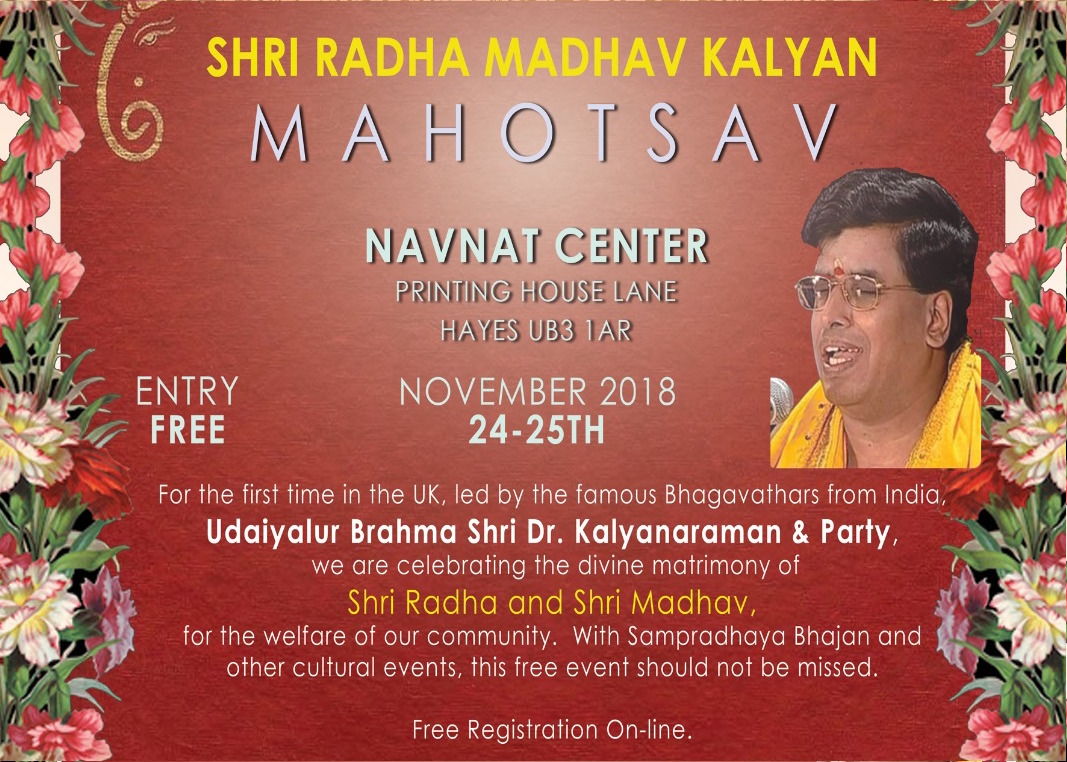 SHRI RADHA MADHAV KALYAN
MAHOTSAV
NAVNAT CENTER
PRINTING HOUSE LANE
HAYES UB3 1AR
ENTRY
FREE
NOVEMBER 2018
24-25TH
For the first time in the UK, led by the famous Bhagavathars from India,
Udaiyalur Brahma Shri Dr. Kalyanaraman & Party,
we are celebrating the divine matrimony of
Shri Radha and Shri Madhav,
for the welfare of our community.  With Sampradhaya Bhajan and
other cultural events, this free event should not be missed.
Free Registration On-line.